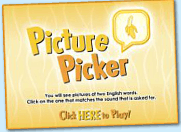 Picture
Picker
You will see pictures of two English words.
Click on the one that matches the sound that is asked for.
Click HERE to Play!